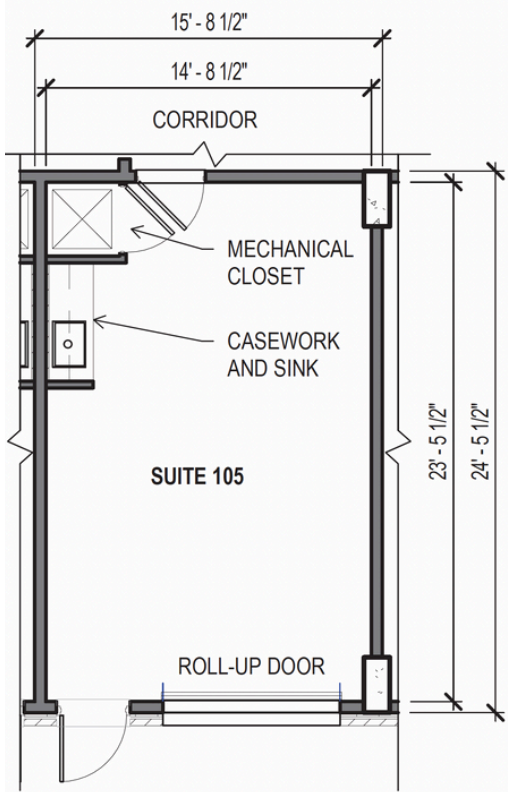 15' - 8 1/2"
14' - 8 1/2"
CORRIDOR
MECHANICAL
CLOSET
CASEWORK
AND SINK
SUITE 105
23' - 5 1/2"
24' - 5 1/2"
ROLL-UP DOOR